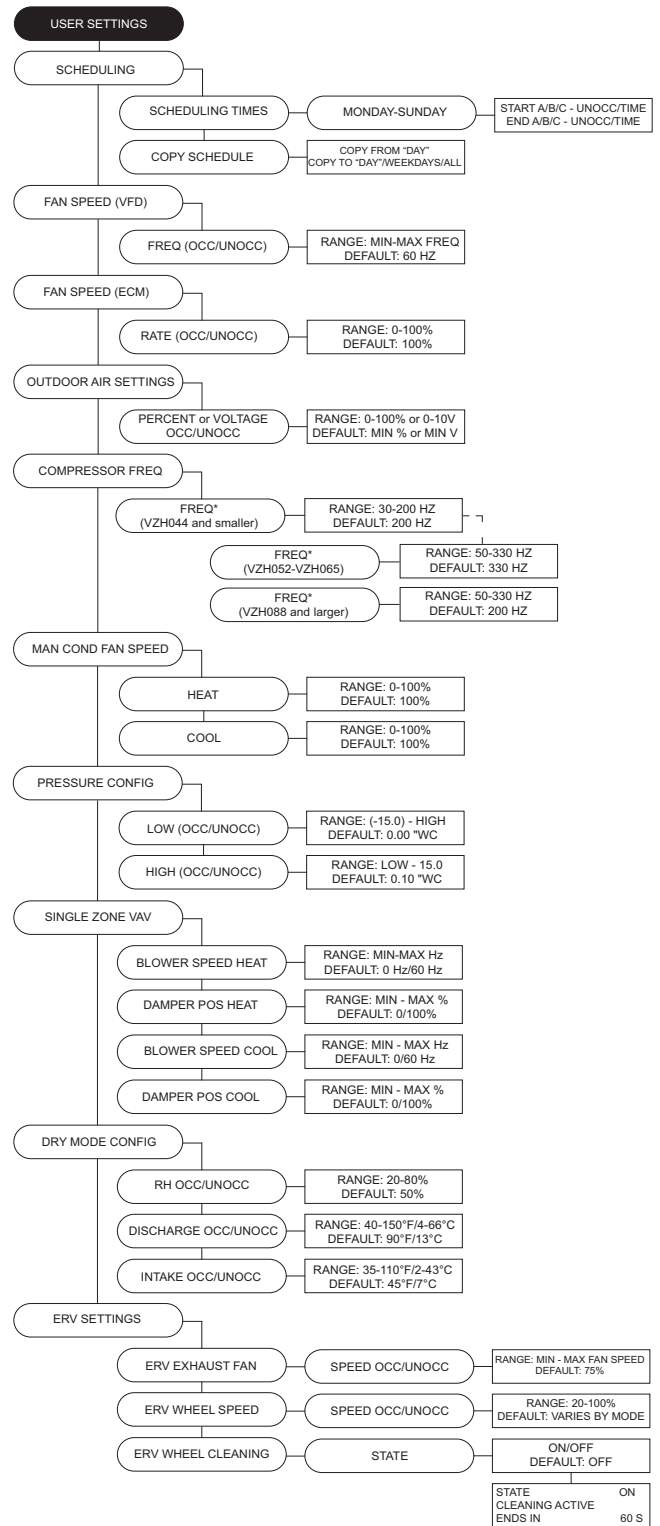 USER SETTINGS
SCHEDULING
SCHEDULING TIMES
MONDAY-SUNDAY
START A/B/C - UNOCC/TIME
END A/B/C - UNOCC/TIME
COPY SCHEDULE
COPY FROM “DAY”
COPY TO “DAY”/WEEKDAYS/ALL
FAN SPEED (VFD)
FREQ (OCC/UNOCC)
RANGE: MIN-MAX FREQ
DEFAULT: 60 HZ
FAN SPEED (ECM)
RATE (OCC/UNOCC)
RANGE: 0-100%
DEFAULT: 100%
OUTDOOR AIR SETTINGS
PERCENT or VOLTAGE
OCC/UNOCC
RANGE: 0-100% or 0-10V
DEFAULT: MIN % or MIN V
COMPRESSOR FREQ
FREQ*
(VZH044 and smaller)
RANGE: 30-200 HZ
DEFAULT: 200 HZ
FREQ*
(VZH052-VZH065)
RANGE: 50-330 HZ
DEFAULT: 330 HZ
FREQ*
(VZH088 and larger)
RANGE: 50-330 HZ
DEFAULT: 200 HZ
MAN COND FAN SPEED
HEAT
RANGE: 0-100%
DEFAULT: 100%
COOL
RANGE: 0-100%
DEFAULT: 100%
PRESSURE CONFIG
LOW (OCC/UNOCC)
RANGE: (-15.0) - HIGH
DEFAULT: 0.00 "WC
HIGH (OCC/UNOCC)
RANGE: LOW - 15.0
DEFAULT: 0.10 "WC
SINGLE ZONE VAV
BLOWER SPEED HEAT
RANGE: MIN-MAX Hz
DEFAULT: 0 Hz/60 Hz
DAMPER POS HEAT
RANGE: MIN - MAX %
DEFAULT: 0/100%
BLOWER SPEED COOL
RANGE: MIN - MAX Hz
DEFAULT: 0/60 Hz
DAMPER POS COOL
RANGE: MIN - MAX %
DEFAULT: 0/100%
DRY MODE CONFIG
RH OCC/UNOCC
RANGE: 20-80%
DEFAULT: 50%
DISCHARGE OCC/UNOCC
RANGE: 40-150°F/4-66°C
DEFAULT: 90°F/13°C
INTAKE OCC/UNOCC
RANGE: 35-110°F/2-43°C
DEFAULT: 45°F/7°C
ERV SETTINGS
ERV EXHAUST FAN
SPEED OCC/UNOCC
RANGE: MIN - MAX FAN SPEED
DEFAULT: 75%
ERV WHEEL SPEED
SPEED OCC/UNOCC
RANGE: 20-100%
DEFAULT: VARIES BY MODE
ERV WHEEL CLEANING
STATE
ON/OFF
DEFAULT: OFF
STATE ON
CLEANING ACTIVE
ENDS IN 60 S